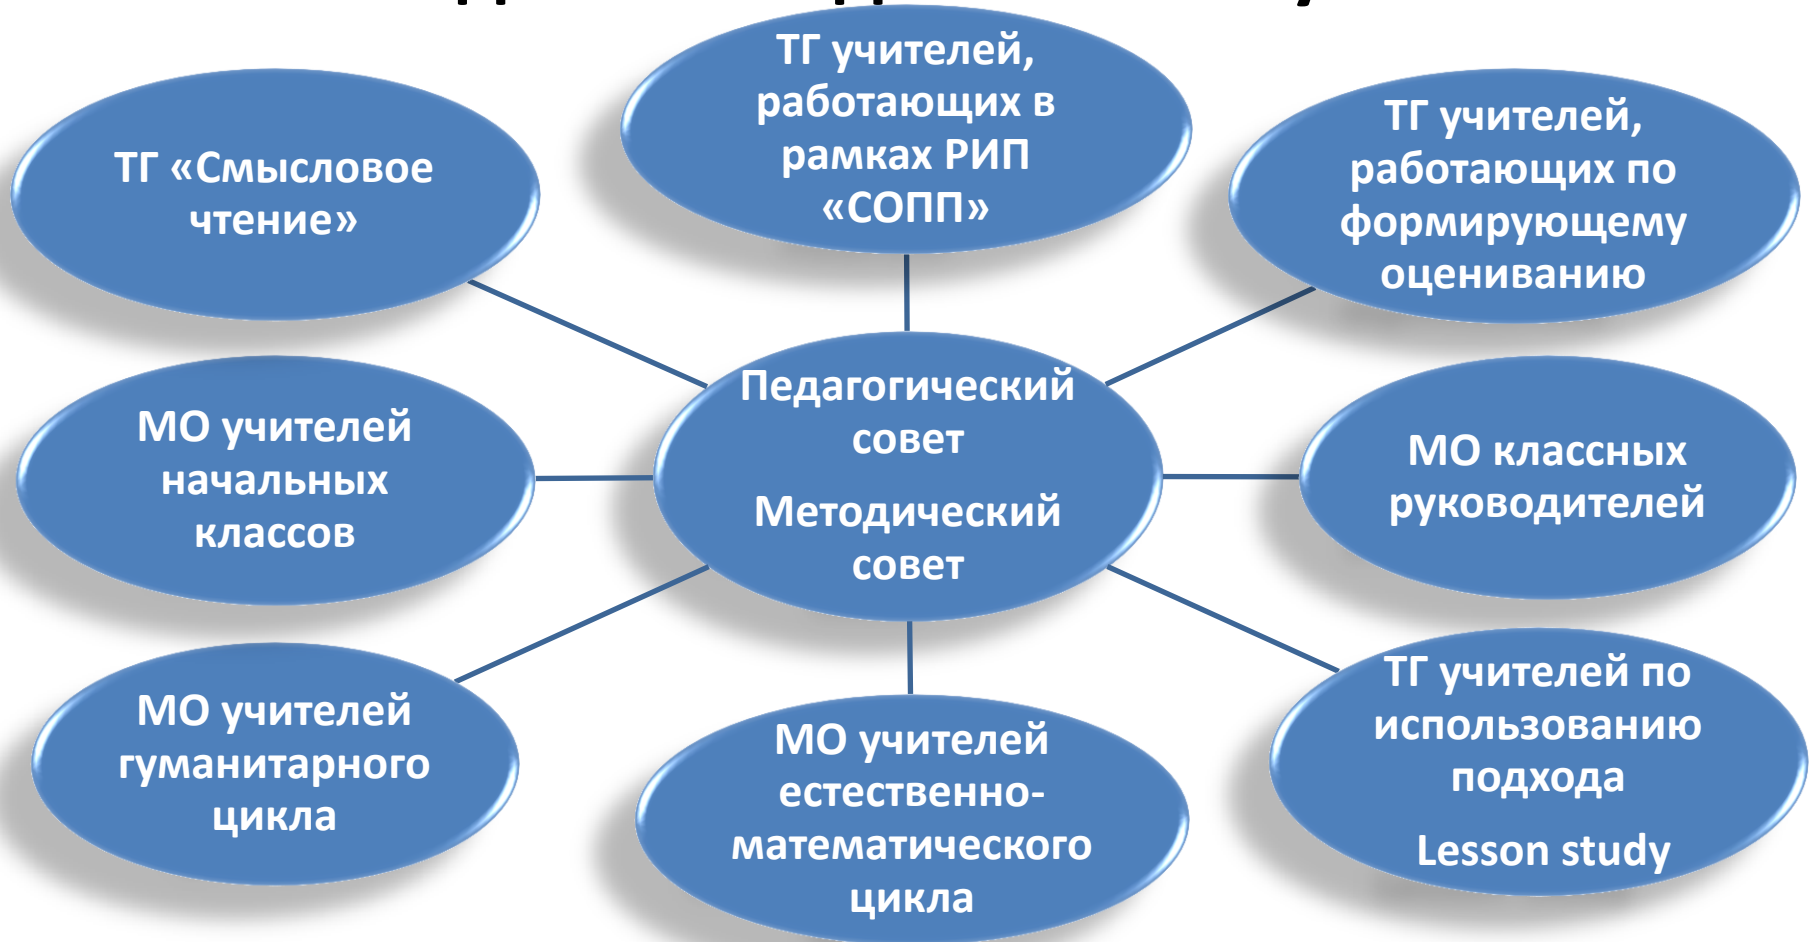 ТГ учителей,
работающих в
рамках РИП
«СОПП»
ТГ «Смысловое
чтение»
ТГ учителей,
работающих по
формирующему
оцениванию
Педагогический
совет
Методический
совет
МО учителей
начальных
классов
МО классных
руководителей
МО учителей
гуманитарного
цикла
МО учителей
естественно-
математического
цикла
ТГ учителей по
использованию
подхода
Lesson study